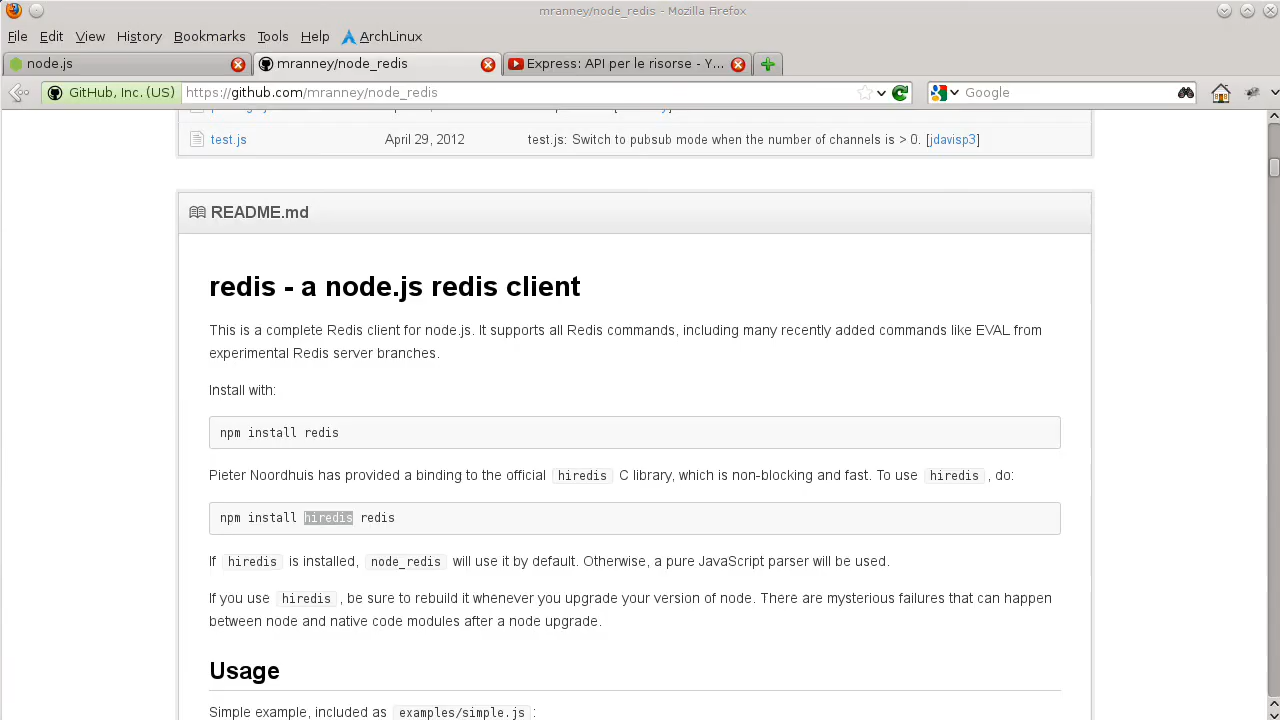 mranney/node_redis - Mozilla Firefox
File Edit View History Bookmarks Tools Help ArchLinux
node.js mranney/node_redis Express: API per le risorse - Y...
GitHub, Inc. (US) https://github.com/mranney/node_redis Google
test.js April 29, 2012 test.js: Switch to pubsub mode when the number of channels is > 0. [jdavisp3]
README.md
redis - a node.js redis client
This is a complete Redis client for node.js. It supports all Redis commands, including many recently added commands like EVAL from
experimental Redis server branches.
Install with:
npm install redis
Pieter Noordhuis has provided a binding to the official hiredis C library, which is non-blocking and fast. To use hiredis , do:
npm install hiredis redis
If hiredis is installed, node_redis will use it by default. Otherwise, a pure JavaScript parser will be used.
If you use hiredis , be sure to rebuild it whenever you upgrade your version of node. There are mysterious failures that can happen
between node and native code modules after a node upgrade.
Usage
Simple example, included as examples/simple.js :